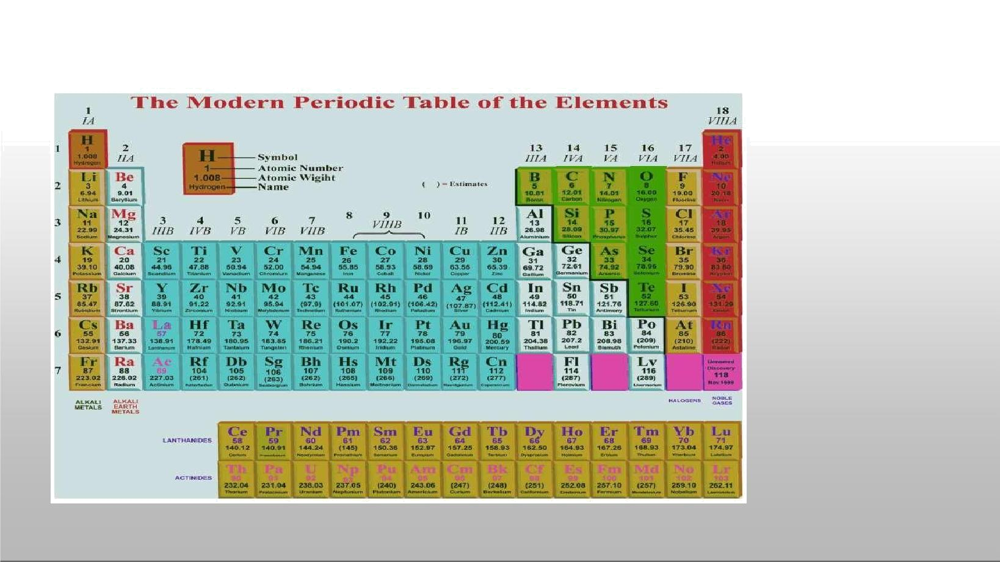 The Modern Periodic Table of the Elements
1
IA
18
VIIIA
H
1
1.008
Hydrogen
1
2
IIA
H
1
1.008
Hydrogen
Symbol
Atomic Number
Atomic Wigiht
Name
( ) = Estimates
13 14 15 16 17
IIIA IVA VA VIA VIIA
He
2
4.00
Helium
2
Li Be B C N O F Ne
3 4 5 6 7 8 9 10
6.94 9.01 10.81 12.01 14.01 16.00 19.00 20.18
Lithium Beryllium Boron Carbon Nitrogen Oxygen Fluorine Neon
3
Na Mg Al Si P S Cl Ar
11 12 13 14 15 16 17 18
22.99 24.31 26.98 28.09 30.97 32.07 35.45 39.95
Sodium Magnesium Aluminium Silicon Phosphorus Sulphur Chlorine Argon
3 4 5 6 7 8 9 10 11 12
IIIB IVB VB VIB VIIB VIIIB IB IIB
4
K Ca Sc Ti V Cr Mn Fe Co Ni Cu Zn Ga Ge As Se Br Kr
19 20 21 22 23 24 25 26 27 28 29 30 31 32 33 34 35 36
39.10 40.08 44.96 47.88 50.94 52.00 54.94 55.85 58.93 58.69 63.55 65.39 69.72 72.61 74.92 78.96 79.90 83.80
Potassium Calcium Scandium Titanium Vanadium Chromium Manganese Iron Cobalt Nickel Copper Zinc Gallium Germanium Arsenic Selenium Bromine Krypton
5
Rb Sr Y Zr Nb Mo Tc Ru Rh Pd Ag Cd In Sn Sb Te I Xe
37 38 39 40 41 42 43 44 45 46 47 48 49 50 51 52 53 54
85.47 87.62 88.91 91.22 92.91 95.94 (97.9) (101.07) (102.91) (106.42) (107.87) (112.41) 114.82 118.71 121.76 127.60 126.90 131.29
Rubidium Strontium Zirconium Niobium Molybdenum Technetium Ruthenium Rhodium Palladium Silver Cadmium Indium Tin Antimony Tellurium Tellurium Xenon
6
Cs Ba La Hf Ta W Re Os Ir Pt Au Hg Tl Pb Bi Po At Rn
55 56 57 72 73 74 75 76 77 78 79 80 81 82 83 84 85 86
132.91 137.33 138.91 178.49 180.95 183.85 186.21 190.2 192.22 195.08 196.97 200.59 204.38 207.2 208.98 (209) (210) (222)
Barium Lanthanum Hafnium Tantalum Tungsten Rhenium Osmium Iridium Platinum Gold Mercury Thallium Lead Bismuth Polonium Astatine Radon
7
Fr Ra Ac Rf Db Sg Bh Hs Mt Ds Rg Cn Fl Lv
87 88 89 104 105 106 107 108 109 110 111 112 114 116 118
223.02 226.02 227.03 (261) (262) (263) (262) (265) (266) (269) (272) (277) (287) (289)
Francium Radium Actinium Rutherfordium Dubnium Seaborgium Bohrium Hassium Meitnerium Darmstadtium Roentgenium Copernicium Flerovium Livermorium
Unnamed
Discovery
Nov 1999
ALKALI
METALS
ALKALI
EARTH
METALS
HALOGENS
NOBLE
GASES
LANTHANIDES
Ce Pr Nd Pm Sm Eu Gd Tb Dy Ho Er Tm Yb Lu
58 59 60 61 62 63 64 65 66 67 68 69 70 71
140.12 140.91 144.24 (145) 150.36 152.97 157.25 158.93 162.50 164.93 167.26 168.93 173.04 174.97
Cerium Neodymium Promethium Samarium Europium Gadolinium Terbium Dysprosium Holmium Erbium Thulium Ytterbium Lutetium
ACTINIDES
Th Pa U Np Pu Am Cm Bk Cf Es Fm Md No Lr
90 91 92 93 94 95 96 97 98 99 100 101 102 103
232.04 231.04 238.03 237.05 (240) 243.06 (247) (248) (251) 252.08 257.10 (257) 259.10 262.11
Thorium Uranium Neptunium Plutonium Americium Curium Berkelium Californium Einsteinium Fermium Mendelevium Nobelium Lawrencium